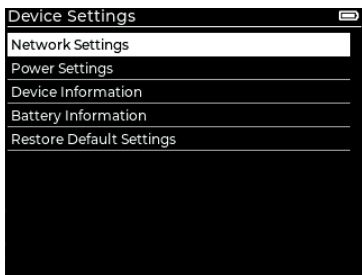 Device Settings
Network Settings
Power Settings
Device Information
Battery Information
Restore Default Settings